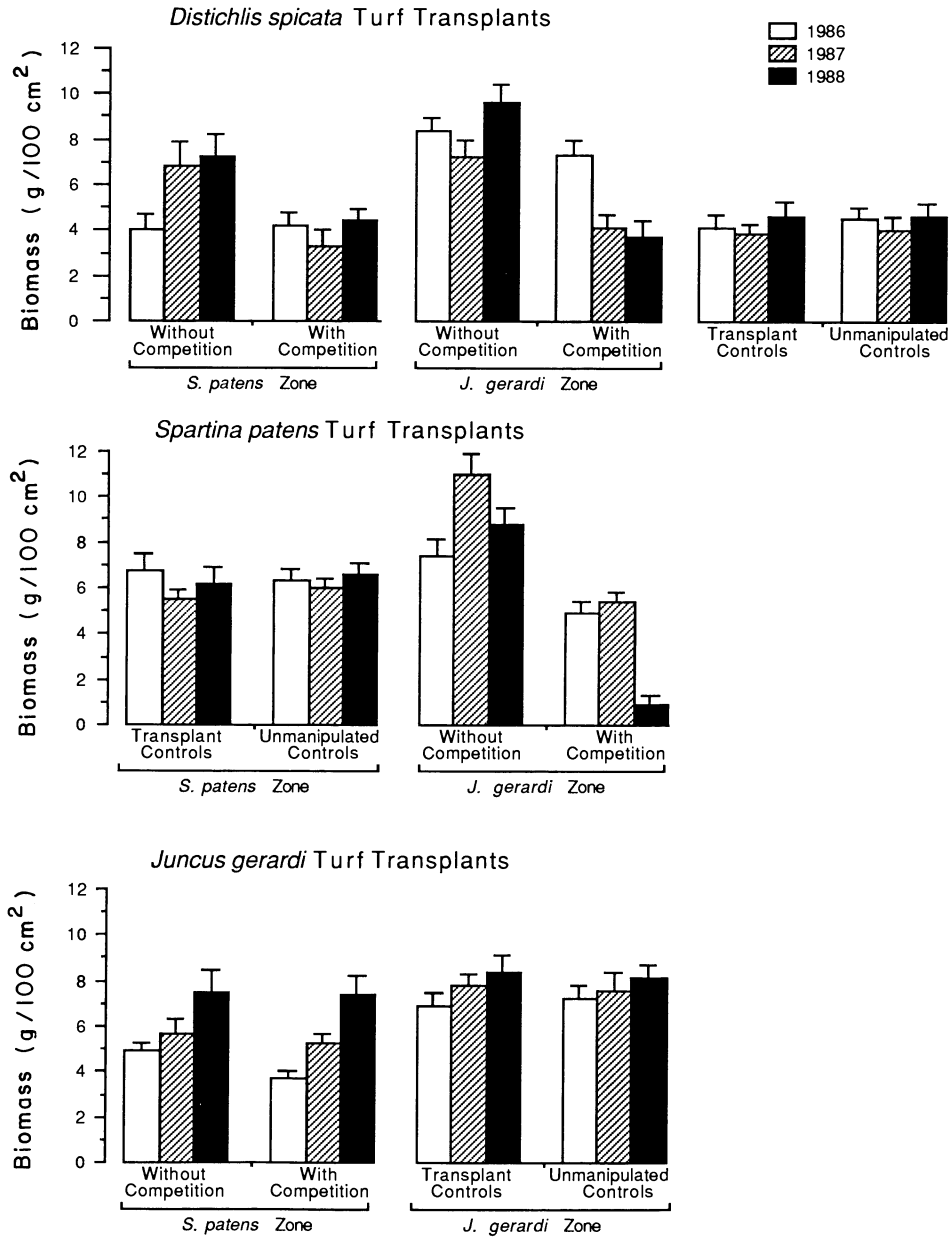 Distichlis spicata Turf Transplants
1986
1987
1988
Biomass (g/100 cm2)
12
10
8
6
4
2
0
Without Competition
With Competition
Without Competition
With Competition
Transplant Controls
Unmanipulated Controls
S. patens Zone
J. gerardi Zone
Spartina patens Turf Transplants
Biomass (g/100 cm2)
12
10
8
6
4
2
0
Transplant Controls
Unmanipulated Controls
Without Competition
With Competition
S. patens Zone
J. gerardi Zone
Juncus gerardi Turf Transplants
Biomass (g/100 cm2)
12
10
8
6
4
2
0
Without Competition
With Competition
Transplant Controls
Unmanipulated Controls
S. patens Zone
J. gerardi Zone